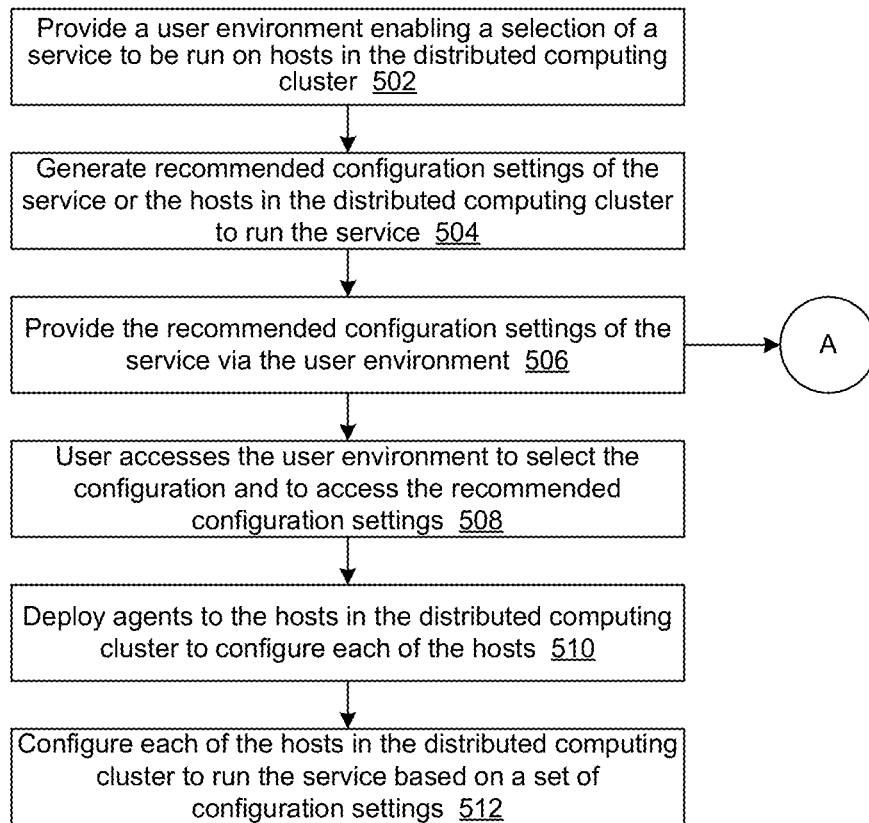 Provide a user environment enabling a selection of a
service to be run on hosts in the distributed computing
cluster 502
Generate recommended configuration settings of the
service or the hosts in the distributed computing cluster
to run the service 504
Provide the recommended configuration settings of the
service via the user environment 506
A
User accesses the user environment to select the
configuration and to access the recommended
configuration settings 508
Deploy agents to the hosts in the distributed computing
cluster to configure each of the hosts 510
Configure each of the hosts in the distributed computing
cluster to run the service based on a set of
configuration settings 512